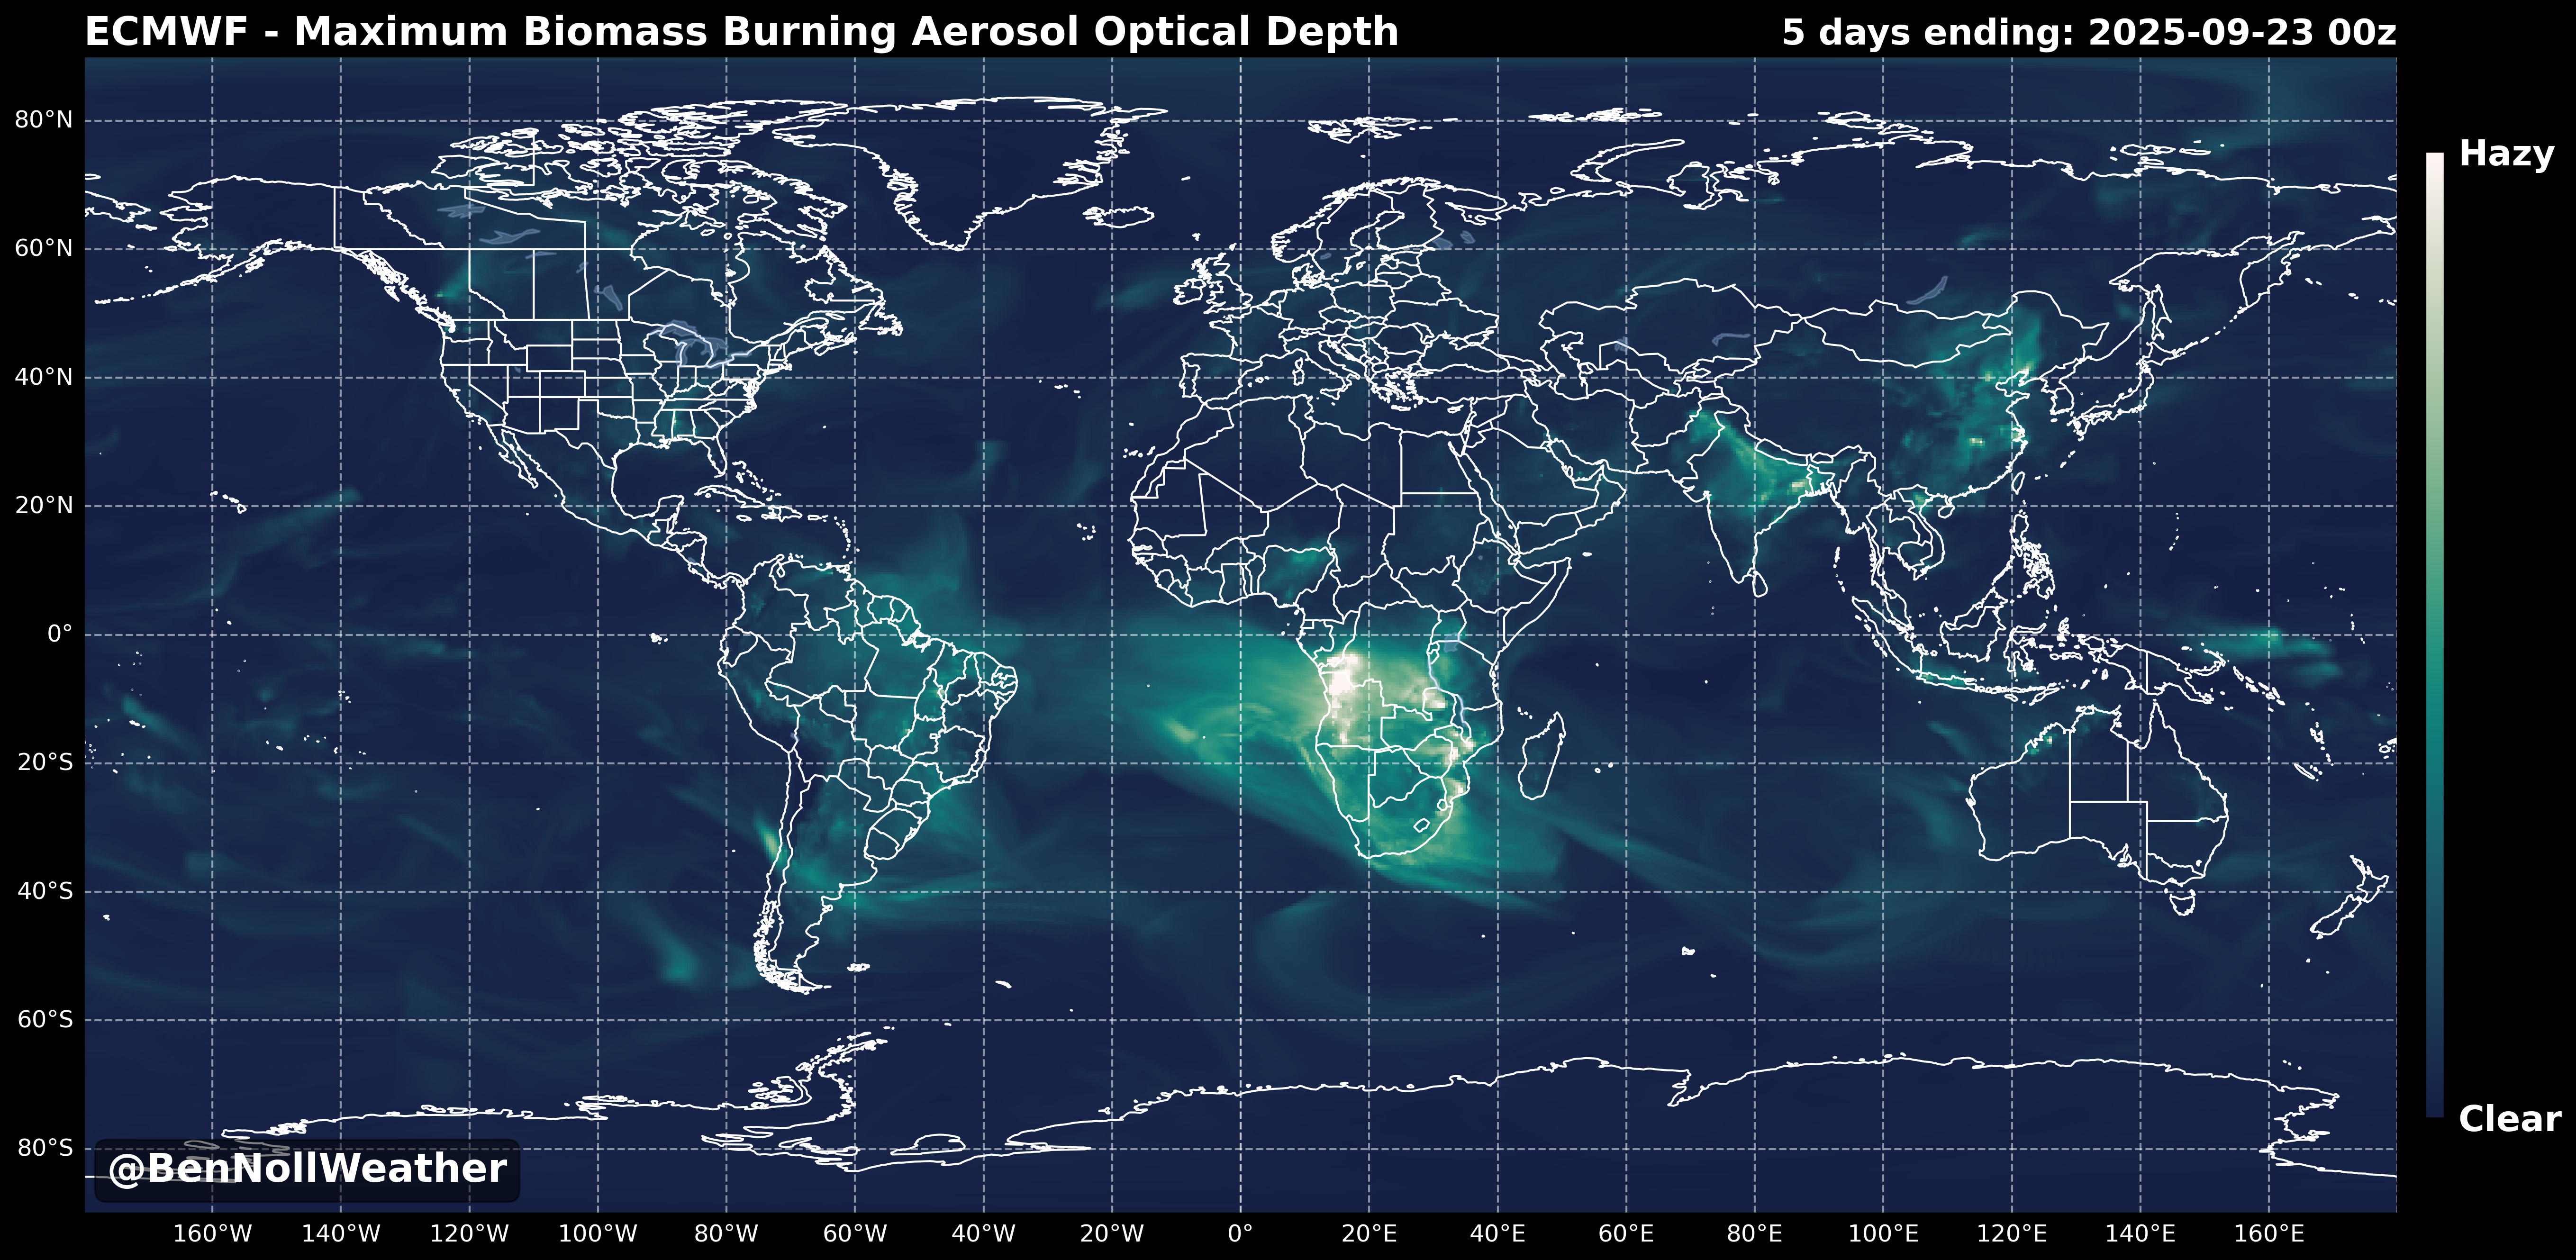 ECMWF - Maximum Biomass Burning Aerosol Optical Depth
5 days ending: 2025-09-23 00z
80°N
60°N
40°N
20°N
0°
20°S
40°S
60°S
80°S
Hazy
Clear
@BenNollWeather
160°W 140°W 120°W 100°W 80°W 60°W 40°W 20°W 0° 20°E 40°E 60°E 80°E 100°E 120°E 140°E 160°E